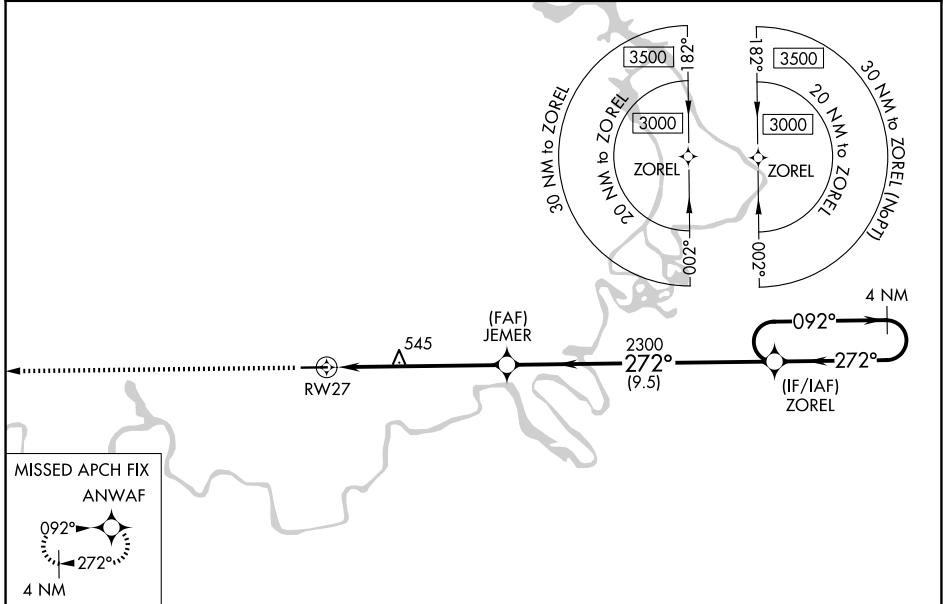 3500
182°
30 NM to ZOREL
20 NM to ZOREL
3000
ZOREL
002°
182°
3500
30 NM to ZOREL (NoPT)
20 NM to ZOREL
3000
ZOREL
002°
4 NM
092°
272°
(IF/IAF)
ZOREL
(FAF)
JEMER
2300
272°
(9.5)
545
RW27
MISSED APCH FIX
ANWAF
092°
272°
4 NM